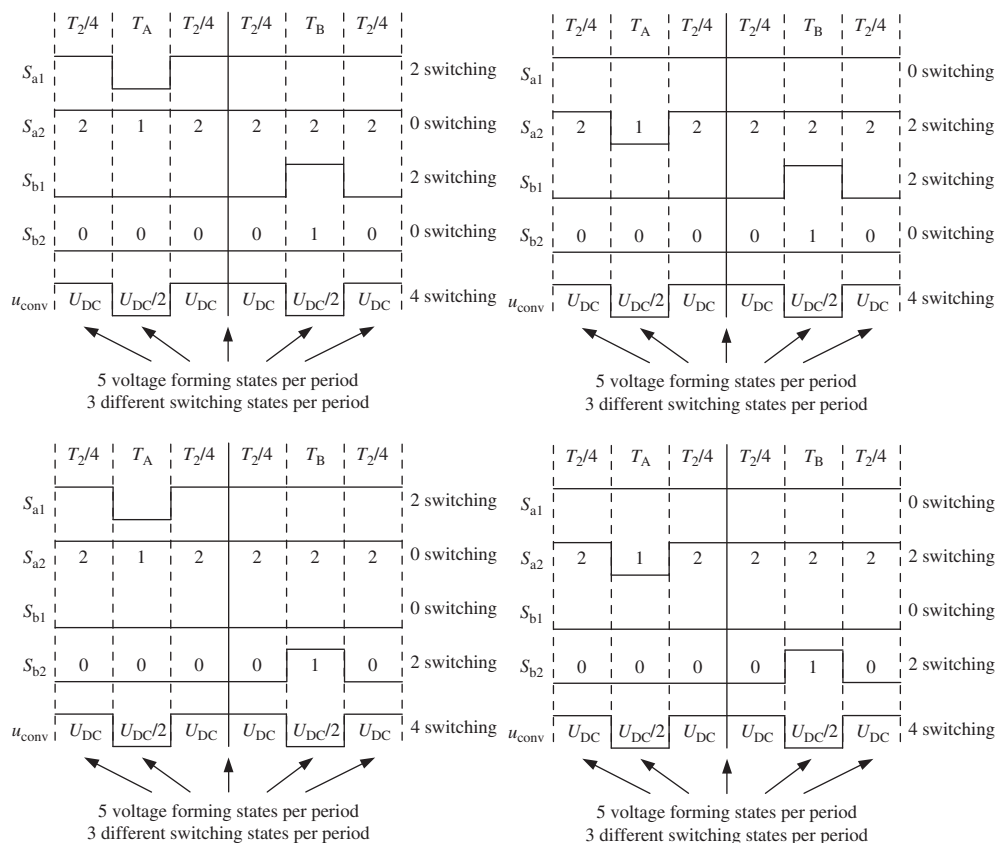 T2/4 TA T2/4 T2/4 TB T2/4
Sa1 2 switching
Sa2 2 1 2 2 2 2 0 switching
Sb1 2 switching
Sb2 0 0 0 0 1 0 0 switching
uconv UDC UDC/2 UDC UDC UDC/2 UDC 4 switching
5 voltage forming states per period
3 different switching states per period
T2/4 TA T2/4 T2/4 TB T2/4
Sa1 0 switching
Sa2 2 1 2 2 2 2 2 switching
Sb1 2 switching
Sb2 0 0 0 0 1 0 0 switching
uconv UDC UDC/2 UDC UDC UDC/2 UDC 4 switching
5 voltage forming states per period
3 different switching states per period
T2/4 TA T2/4 T2/4 TB T2/4
Sa1 2 switching
Sa2 2 1 2 2 2 2 0 switching
Sb1 0 switching
Sb2 0 0 0 0 1 0 2 switching
uconv UDC UDC/2 UDC UDC UDC/2 UDC 4 switching
5 voltage forming states per period
3 different switching states per period
T2/4 TA T2/4 T2/4 TB T2/4
Sa1 0 switching
Sa2 2 1 2 2 2 2 2 switching
Sb1 0 switching
Sb2 0 0 0 0 1 0 2 switching
uconv UDC UDC/2 UDC UDC UDC/2 UDC 4 switching
5 voltage forming states per period
3 different switching states per period